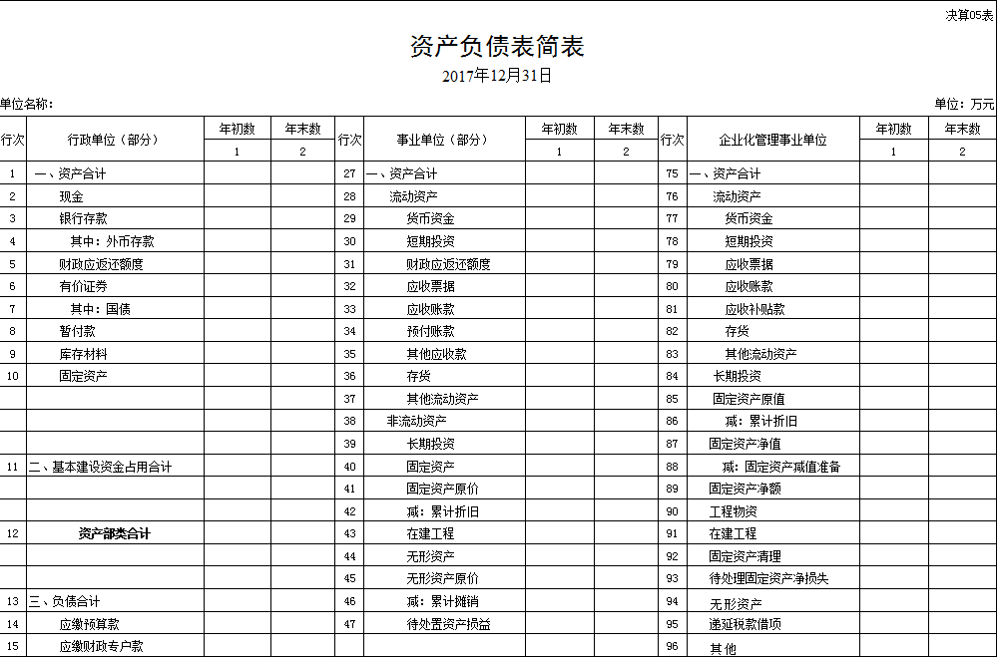 决算05表
资产负债表简表
2017年12月31日
单位名称: 单位: 万元
行次 行政单位（部分） 年初数 年末数 行次 事业单位（部分） 年初数 年末数 行次 企业化管理事业单位 年初数 年末数
1 2 1 2 1 2
1 一、资产合计 27 一、资产合计 75 一、资产合计
2 现金 28 流动资产 76 流动资产
3 银行存款 29 货币资金 77 货币资金
4 其中: 外币存款 30 短期投资 78 短期投资
5 财政应返还额度 31 财政应返还额度 79 应收票据
6 有价证券 32 应收票据 80 应收账款
7 其中: 国债 33 应收账款 81 应收补贴款
8 暂付款 34 预付账款 82 存货
9 库存材料 35 其他应收款 83 其他流动资产
10 固定资产 36 存货 84 长期投资
37 其他流动资产 85 固定资产原值
38 非流动资产 86 减: 累计折旧
39 长期投资 87 固定资产净值
11 二、基本建设资金占用合计 40 固定资产 88 减: 固定资产减值准备
41 固定资产原价 89 固定资产净额
42 减: 累计折旧 90 工程物资
12 资产部类合计 43 在建工程 91 在建工程
44 无形资产 92 固定资产清理
45 无形资产原价 93 待处理固定资产净损失
13 三、负债合计 46 减: 累计摊销 94 无形资产
14 应缴预算款 47 待处置资产损益 95 递延税款借项
15 应缴财政专户款 96 其他